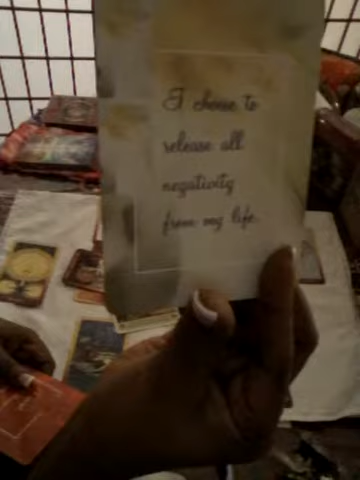 I choose to
release all
negativity
from my life.